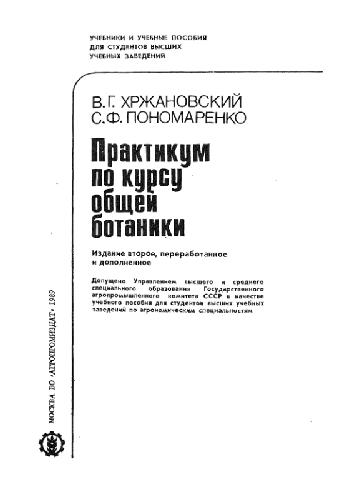 УЧЕБНИКИ И УЧЕБНЫЕ ПОСОБИЯ
ДЛЯ СТУДЕНТОВ ВЫСШИХ
УЧЕБНЫХ ЗАВЕДЕНИЙ
В.Г. ХРЖАНОВСКИЙ
С.Ф. ПОНОМАРЕНКО
Практикум
по курсу
общей
ботаники
Издание второе, переработанное
и дополненное
Допущено Управлением высшего и среднего
специального образования Государственного
агропромышленного комитета СССР в качестве
учебного пособия для студентов высших учебных
заведений по агрономическим специальностям
МОСКВА ВО «АГРОПРОМИЗДАТ» 1989